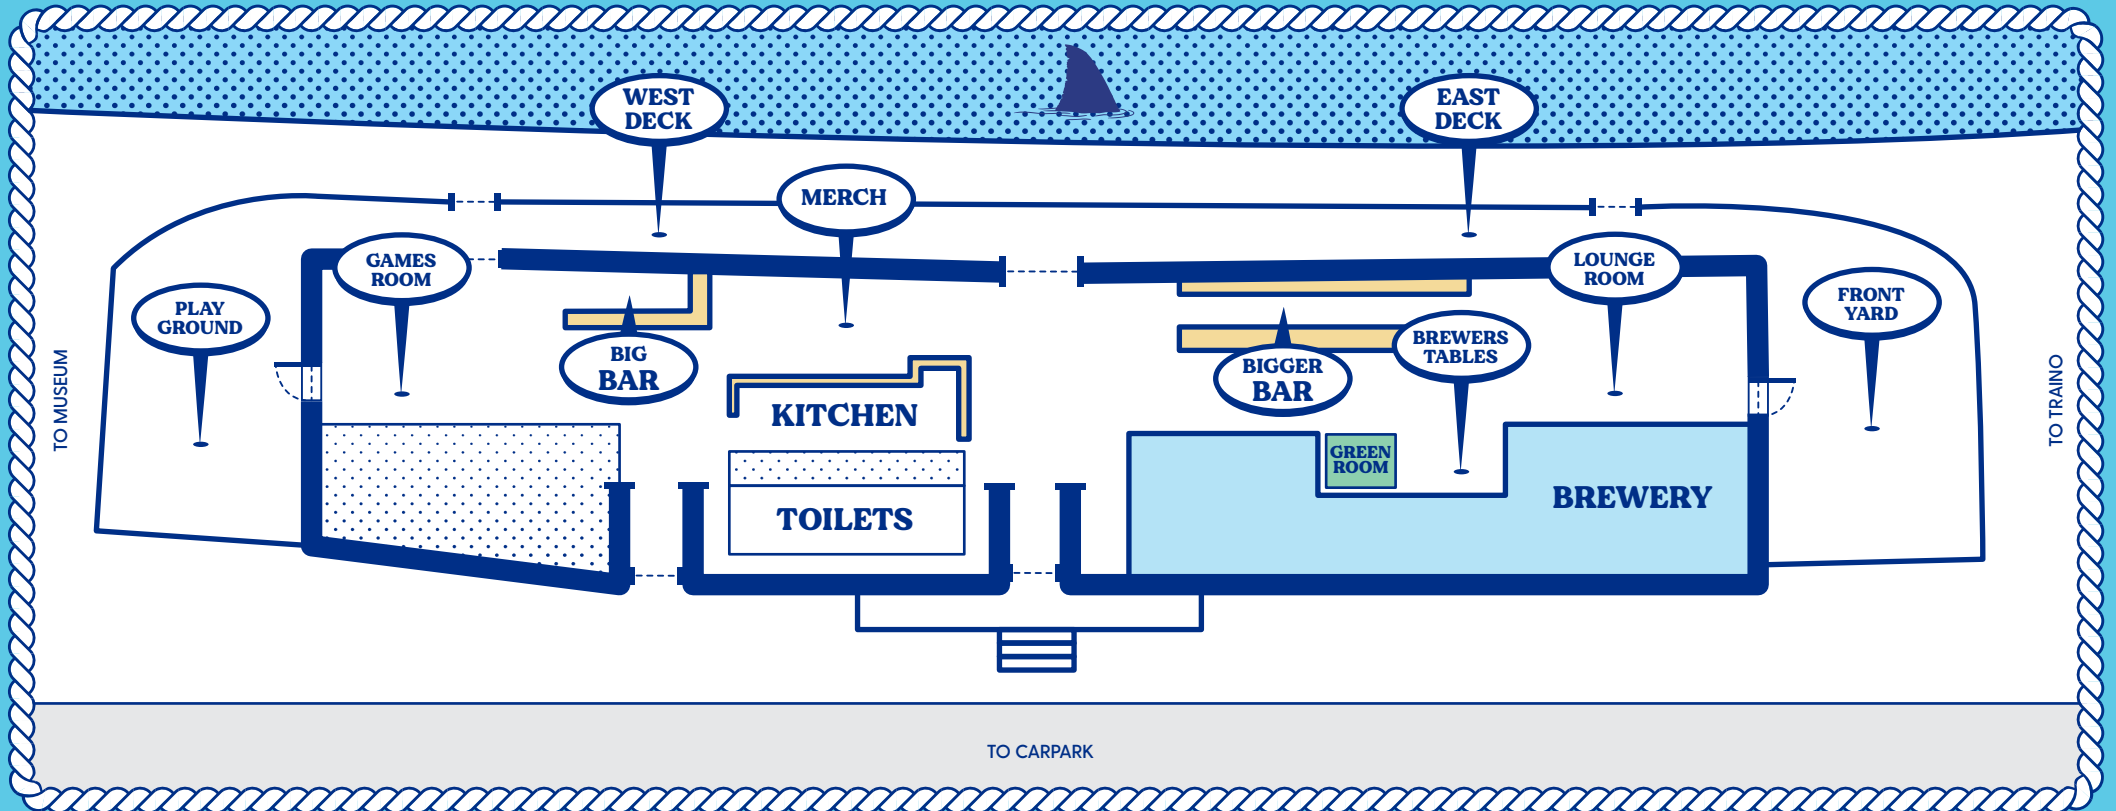 WEST
DECK
EAST
DECK
MERCH
GAMES
ROOM
LOUNGE
ROOM
PLAY
GROUND
FRONT
YARD
BIG
BAR
BIGGER
BAR
BREWERS
TABLES
KITCHEN
GREEN
ROOM
TOILETS
BREWERY
TO MUSEUM
TO TRAINO
TO CARPARK